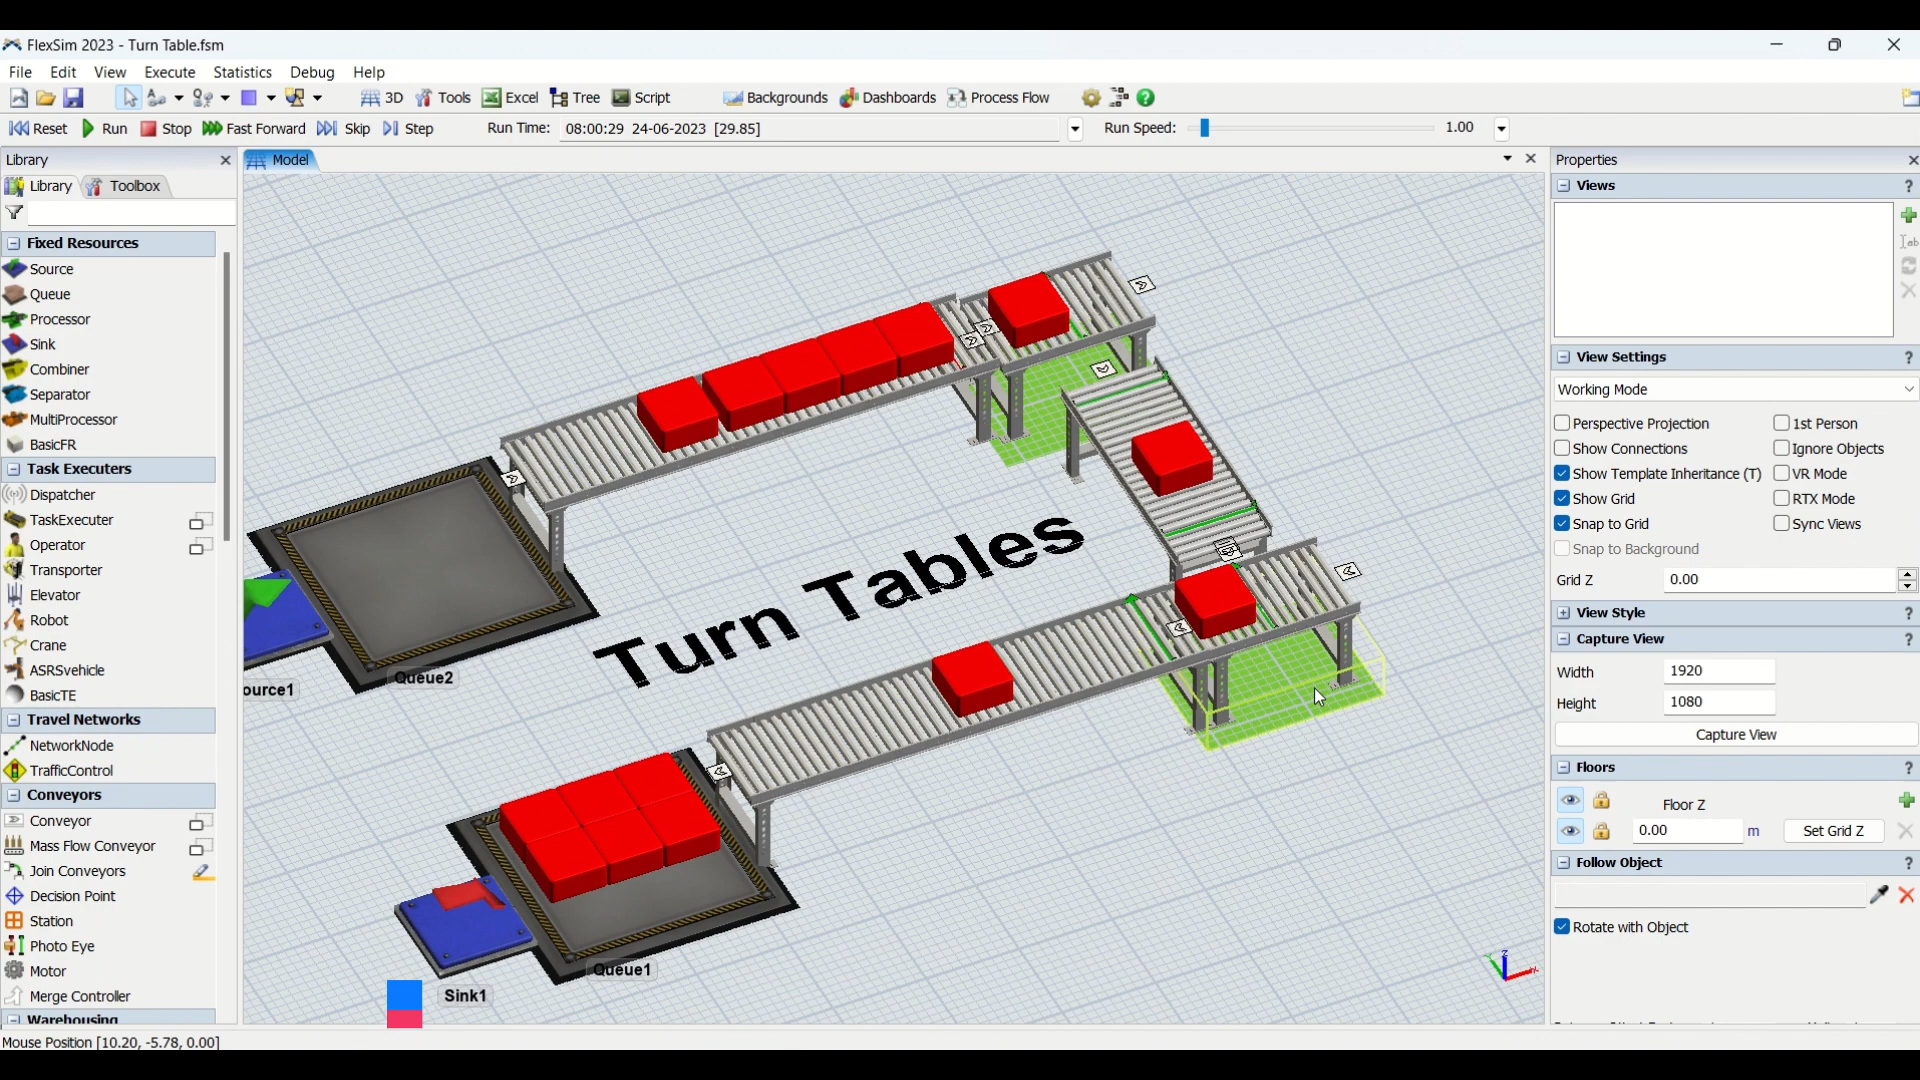 FlexSim 2023 - Turn Table.fsm
File Edit View Execute Statistics Debug Help
3D Tools Excel Tree Script Backgrounds Dashboards Process Flow
Reset Run Stop Fast Forward Skip Step Run Time: 08:00:29 24-06-2023 [29.85] Run Speed: 1.00
Library
Library Toolbox
Fixed Resources
Source
Queue
Processor
Sink
Combiner
Separator
MultiProcessor
BasicFR
Task Executers
Dispatcher
TaskExecuter
Operator
Transporter
Elevator
Robot
Crane
ASRSvehicle
BasicTE
Travel Networks
NetworkNode
TrafficControl
Conveyors
Conveyor
Mass Flow Conveyor
Join Conveyors
Decision Point
Station
Photo Eye
Motor
Merge Controller
Warehousing
Model
Turn Tables
ource1
Queue2
Queue1
Sink1
Z
Properties
Views
View Settings
Working Mode
Perspective Projection 1st Person
Show Connections Ignore Objects
Show Template Inheritance (T) VR Mode
Show Grid RTX Mode
Snap to Grid Sync Views
Snap to Background
Grid Z 0.00
View Style
Capture View
Width 1920
Height 1080
Capture View
Floors
Floor Z
0.00 m Set Grid Z
Follow Object
Rotate with Object
Mouse Position [10.20, -5.78, 0.00]